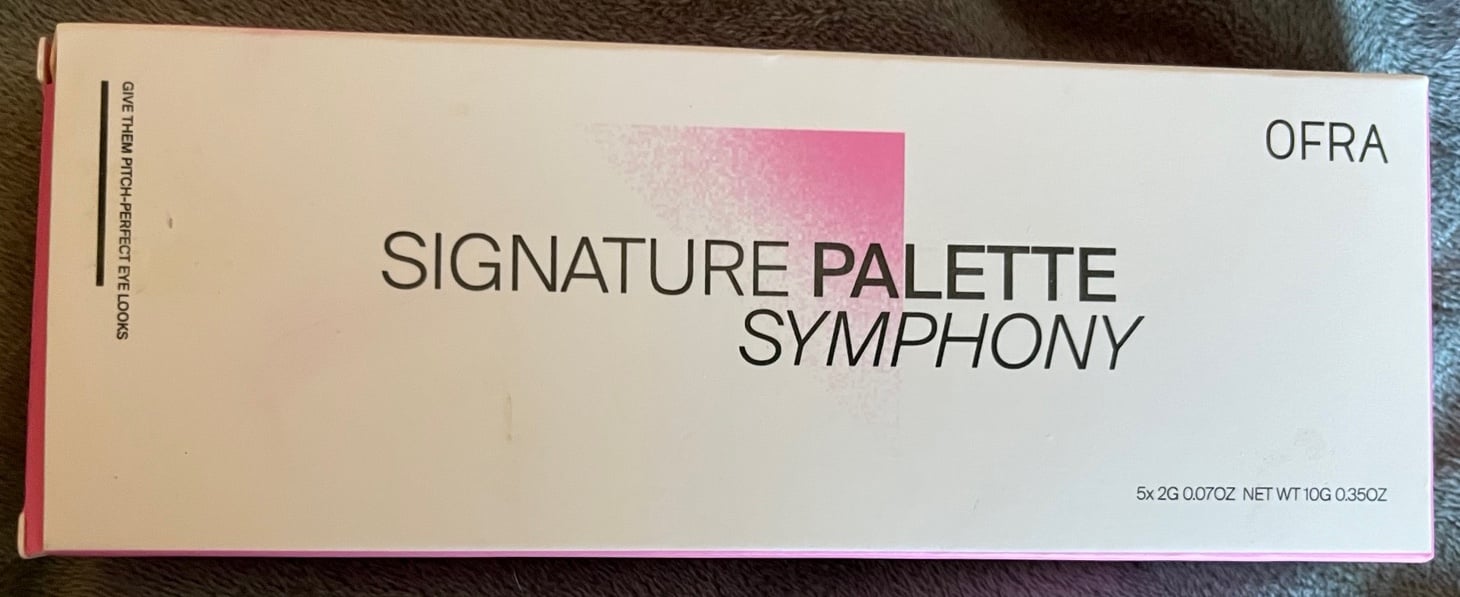 GIVE THEM PITCH-PERFECT EYE LOOKS
OFRA
SIGNATURE PALETTE
SYMPHONY
5x 2G 0.07OZ NET WT 10G 0.35OZ